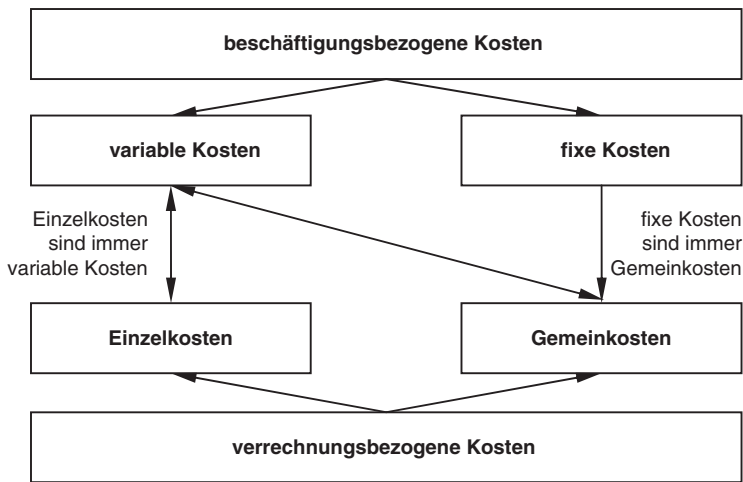 beschäftigungsbezogene Kosten
variable Kosten
fixe Kosten
Einzelkosten
sind immer
variable Kosten
fixe Kosten
sind immer
Gemeinkosten
Einzelkosten
Gemeinkosten
verrechnungsbezogene Kosten